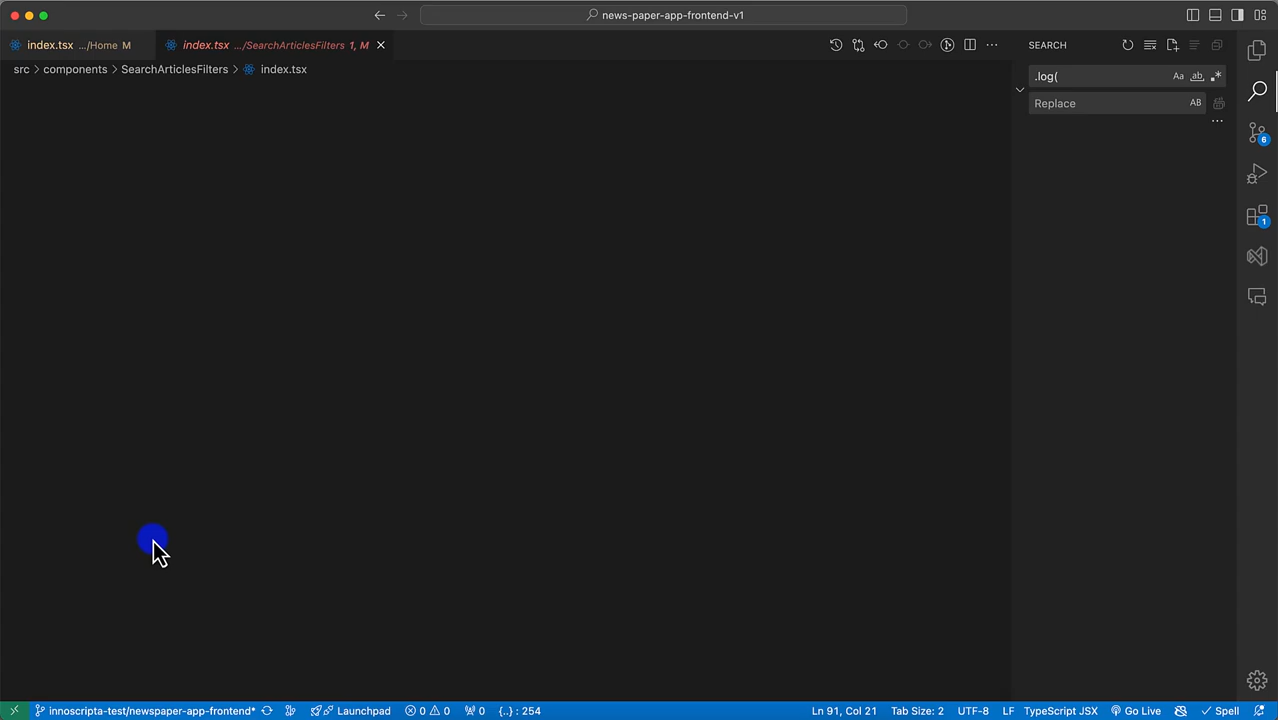 news-paper-app-frontend-v1
index.tsx .../Home M
index.tsx .../SearchArticlesFilters 1, M
SEARCH
src > components > SearchArticlesFilters > index.tsx
.log(
Aa ab
Replace
AB
6
1
innoscripta-test/newspaper-app-frontend*
Launchpad
0 0
0
{..} : 254
Ln 91, Col 21
Tab Size: 2
UTF-8
LF
TypeScript JSX
Go Live
Spell